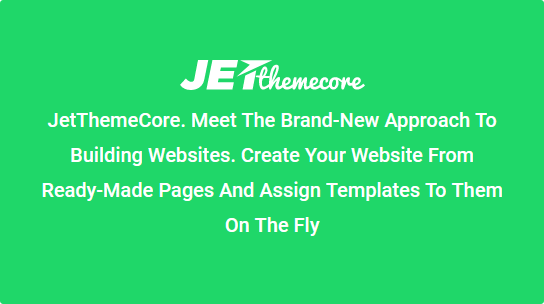 JETthemecore
JetThemeCore. Meet The Brand-New Approach To
Building Websites. Create Your Website From
Ready-Made Pages And Assign Templates To Them
On The Fly